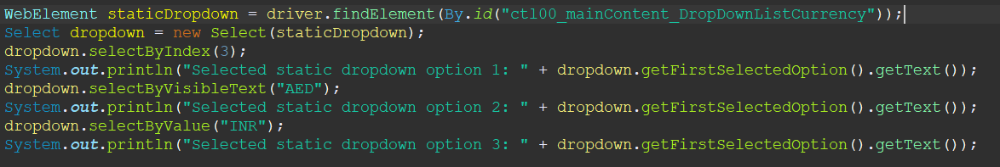 WebElement staticDropdown = driver.findElement(By.id("ctl00_mainContent_DropDownListCurrency"));
Select dropdown = new Select(staticDropdown);
dropdown.selectByIndex(3);
System.out.println("Selected static dropdown option 1: " + dropdown.getFirstSelectedOption().getText());
dropdown.selectByVisibleText("AED");
System.out.println("Selected static dropdown option 2: " + dropdown.getFirstSelectedOption().getText());
dropdown.selectByValue("INR");
System.out.println("Selected static dropdown option 3: " + dropdown.getFirstSelectedOption().getText());